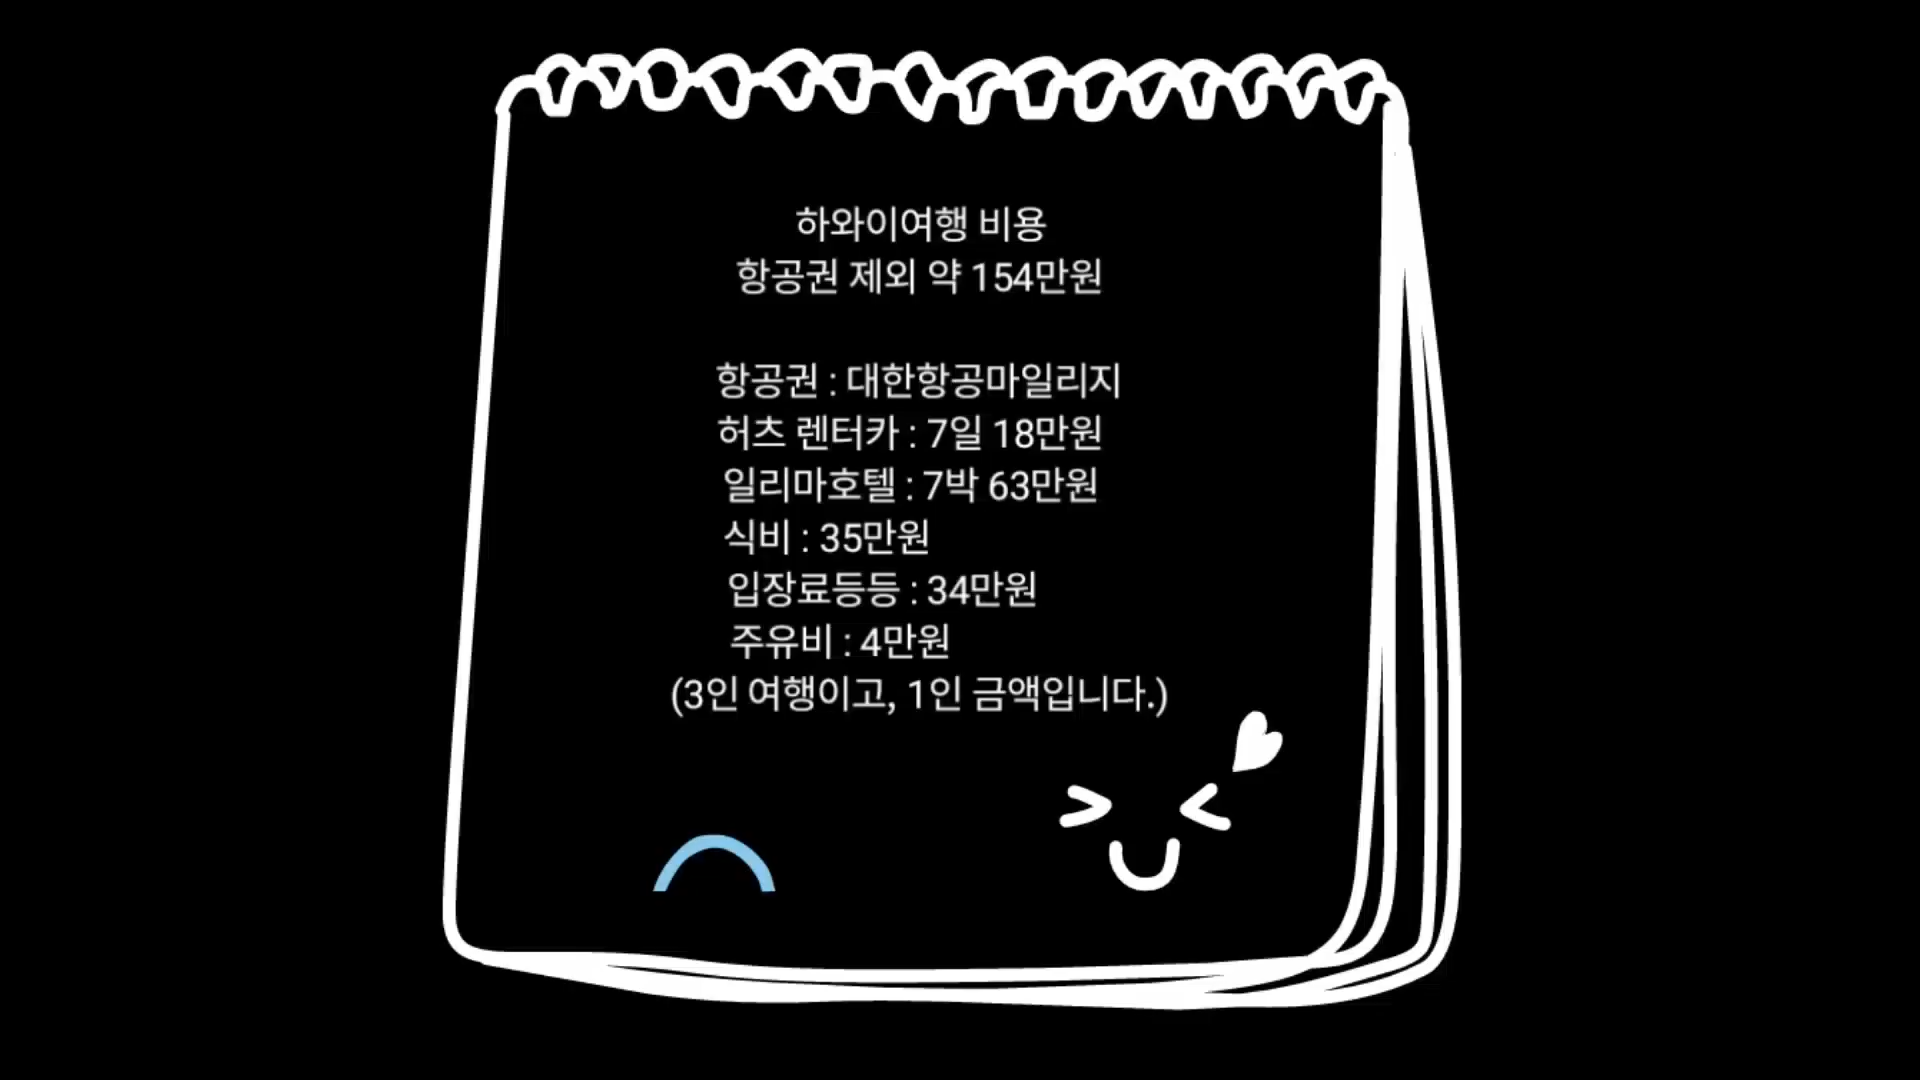 하와이여행 비용
항공권 제외 약 154만원
항공권 : 대한항공마일리지
허츠 렌터카 : 7일 18만원
일리마호텔 : 7박 63만원
식비 : 35만원
입장료등등 : 34만원
주유비 : 4만원
(3인 여행이고, 1인 금액입니다.)